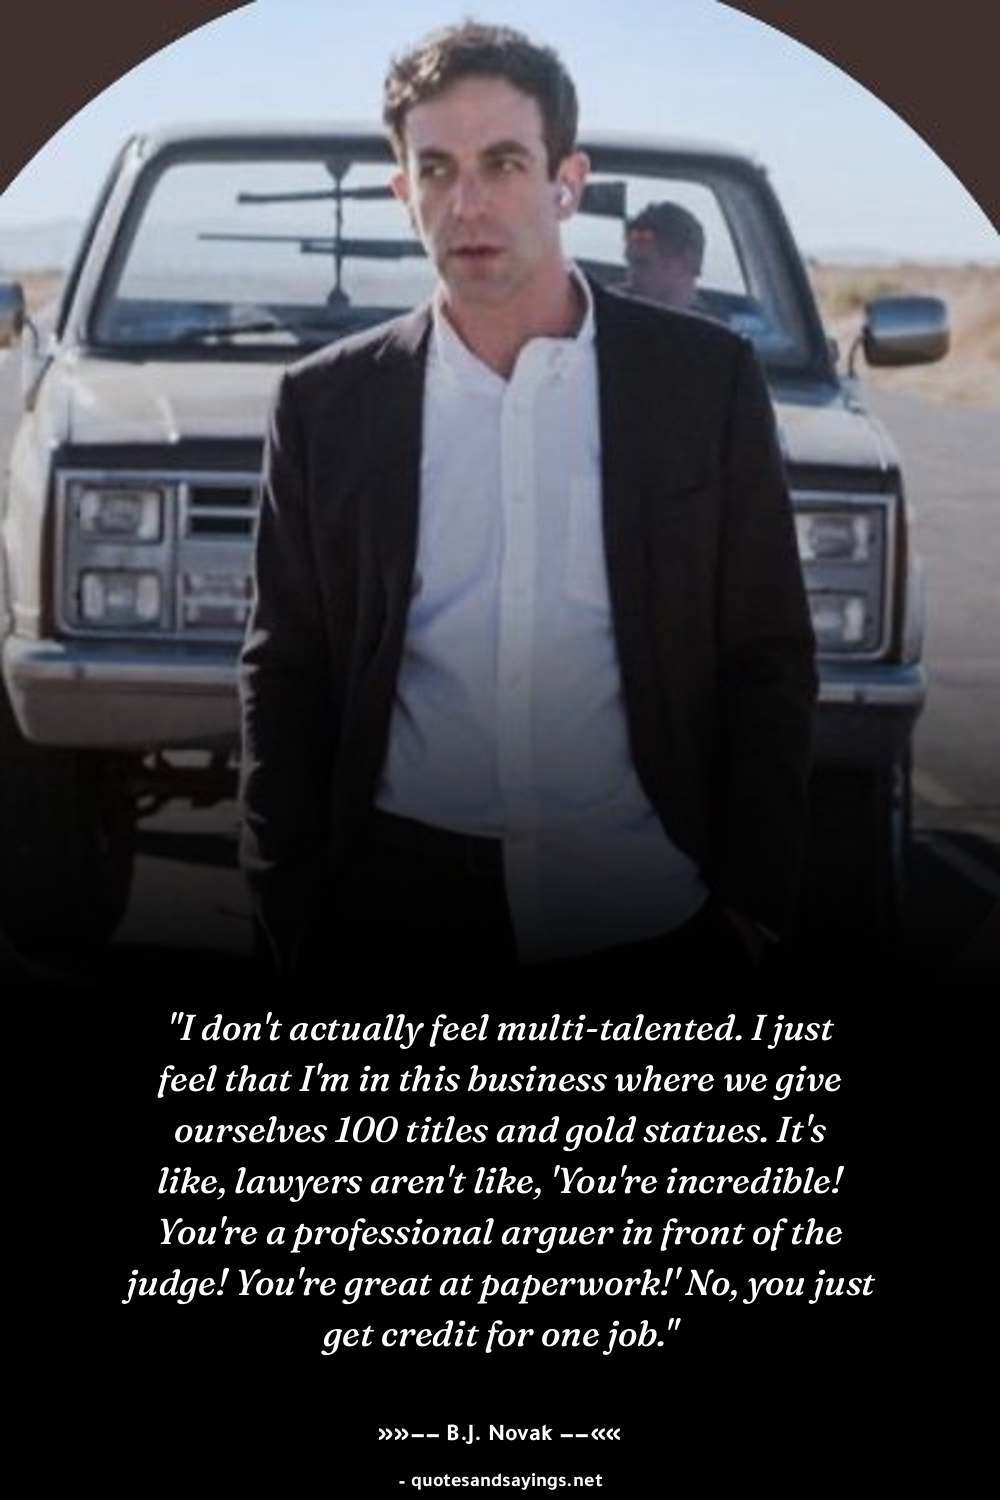 "I don't actually feel multi-talented. I just
feel that I'm in this business where we give
ourselves 100 titles and gold statues. It's
like, lawyers aren't like, 'You're incredible!
You're a professional arguer in front of the
judge! You're great at paperwork!' No, you just
get credit for one job."
»»-- B.J. Novak --««
- quotesandsayings.net